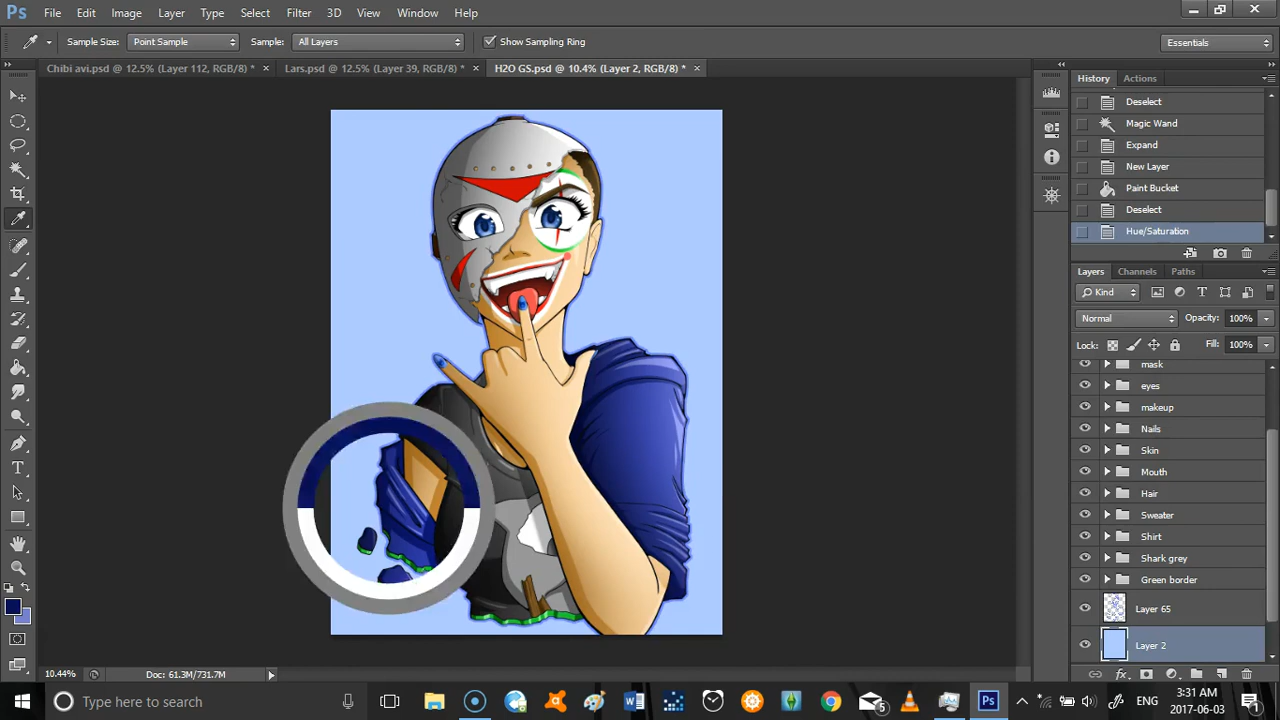 Ps File Edit Image Layer Type Select Filter 3D View Window Help
Sample Size: Point Sample Sample: All Layers Show Sampling Ring Essentials
Chibi avi.psd @ 12.5% (Layer 112, RGB/8) * × Lars.psd @ 12.5% (Layer 39, RGB/8) * × H2O GS.psd @ 10.4% (Layer 2, RGB/8) * ×
History Actions
Deselect
Magic Wand
Expand
New Layer
Paint Bucket
Deselect
Hue/Saturation
Layers Channels Paths
Kind
Normal Opacity: 100%
Lock: Fill: 100%
mask
eyes
makeup
Nails
Skin
Mouth
Hair
Sweater
Shirt
Shark grey
Green border
Layer 65
Layer 2
fx
10.44% Doc: 61.3M/731.7M
Type here to search
5
Ps
ENG
3:31 AM
2017-06-03
1